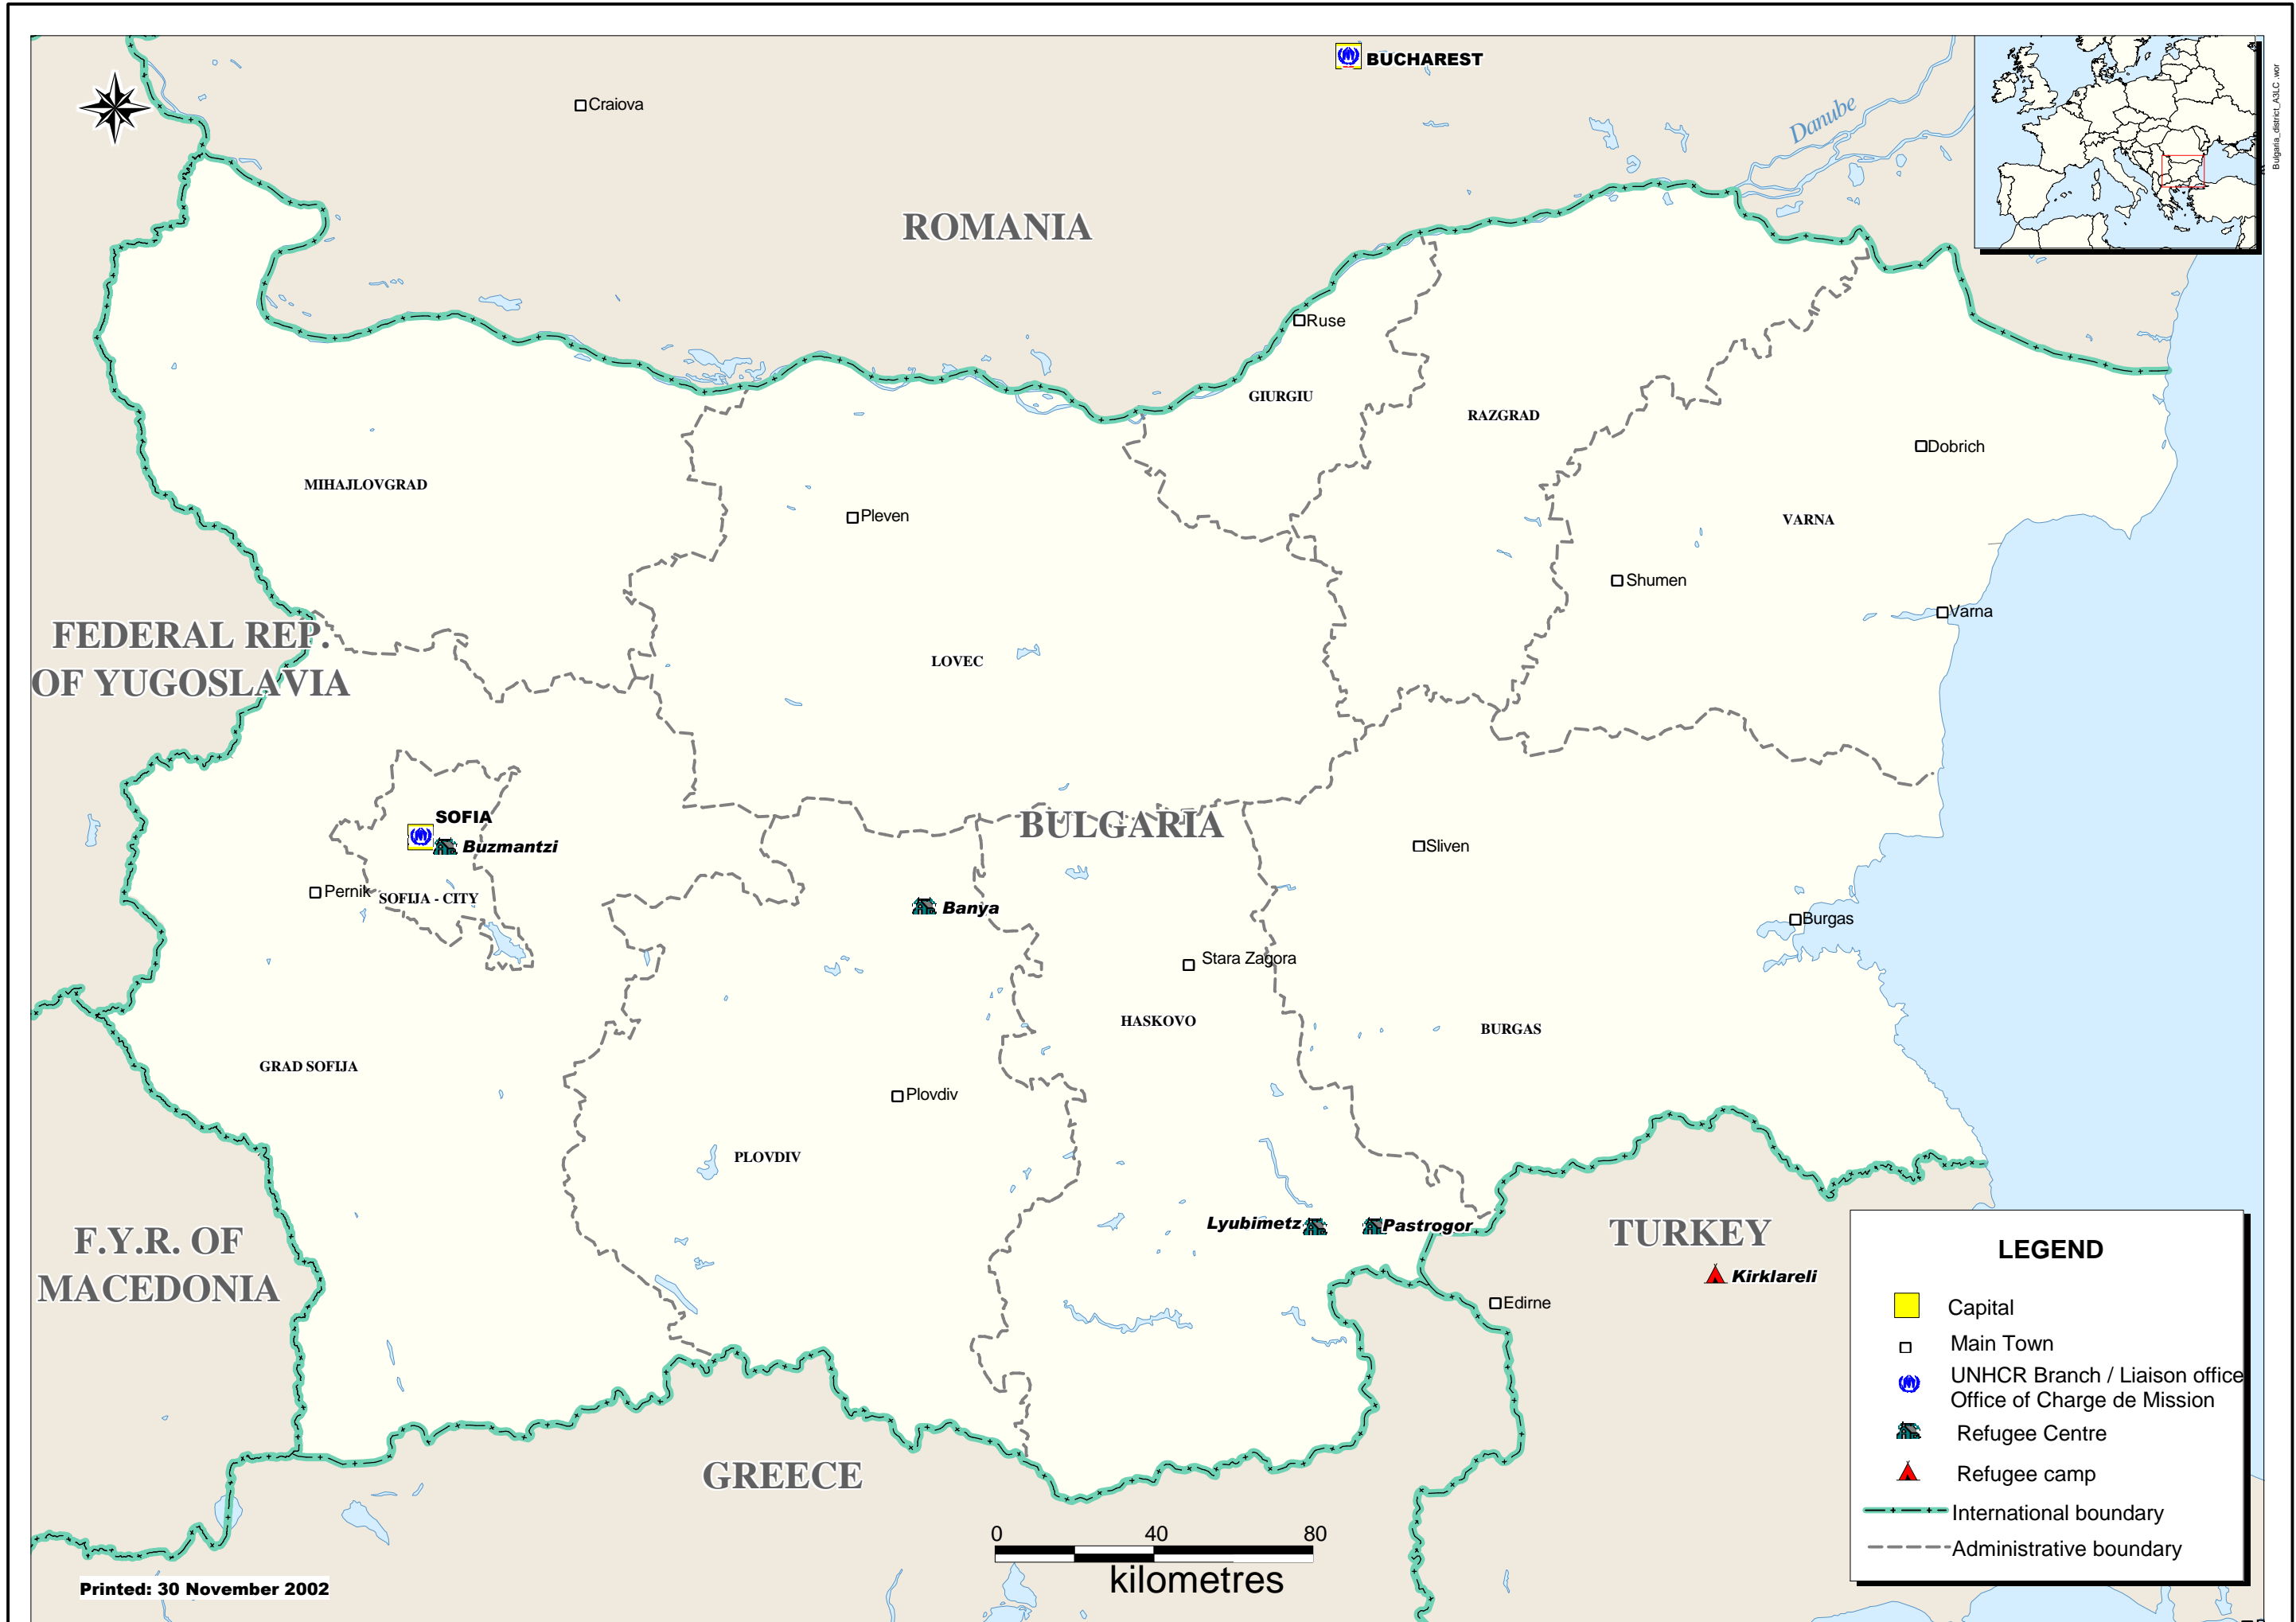 BUCHAREST
Craiova
Danube
Bulgaria_district_A3LC .wor
ROMANIA
Ruse
GIURGIU
RAZGRAD
Dobrich
MIHAJLOVGRAD
Pleven
VARNA
Shumen
Varna
FEDERAL REP.
OF YUGOSLAVIA
LOVEC
SOFIA
BULGARIA
Buzmantzi
Sliven
Pernik
SOFIJA - CITY
Banya
Burgas
Stara Zagora
HASKOVO
BURGAS
GRAD SOFIJA
Plovdiv
PLOVDIV
Lyubimetz
Pastrogor
TURKEY
F.Y.R. OF
MACEDONIA
Kirklareli
Edirne
GREECE
LEGEND
Capital
Main Town
UNHCR Branch / Liaison office
Office of Charge de Mission
Refugee Centre
Refugee camp
International boundary
Administrative boundary
0 40 80
kilometres
Printed: 30 November 2002